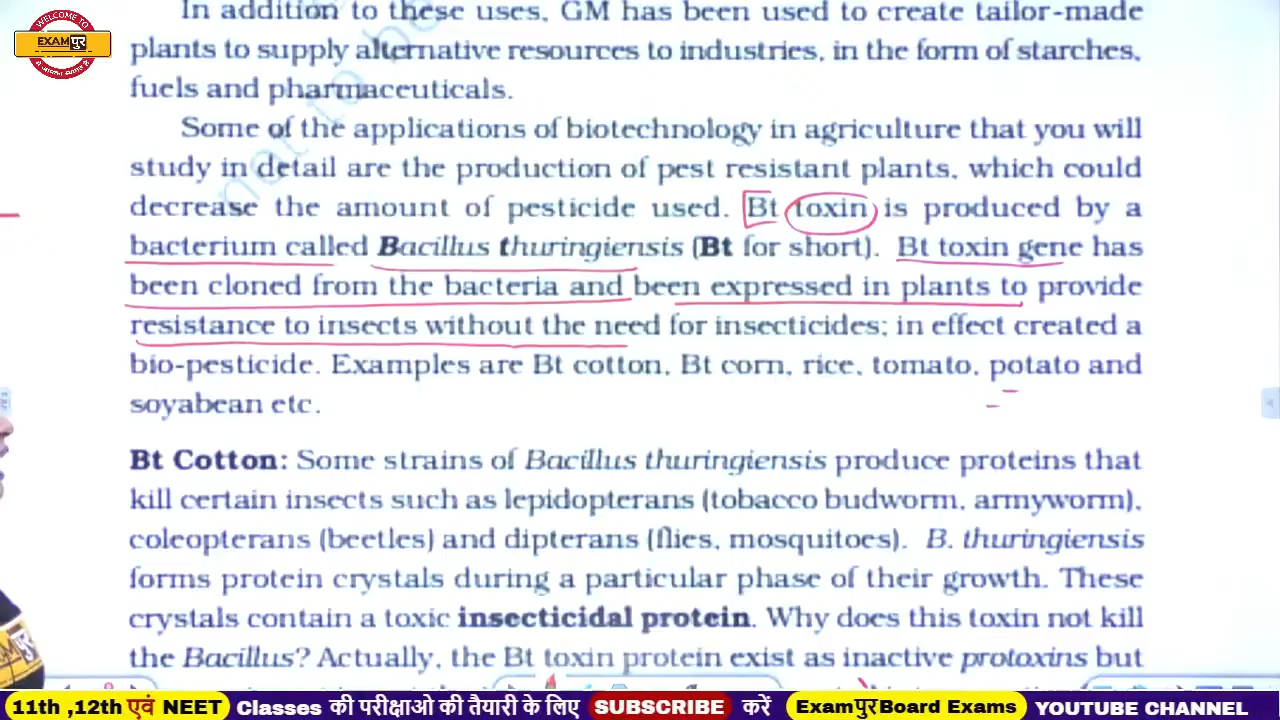 WELCOME TO
EXAMपुर
In addition to these uses, GM has been used to create tailor-made
plants to supply alternative resources to industries, in the form of starches,
fuels and pharmaceuticals.
Some of the applications of biotechnology in agriculture that you will
study in detail are the production of pest resistant plants, which could
decrease the amount of pesticide used. Bt toxin is produced by a
bacterium called Bacillus thuringiensis (Bt for short). Bt toxin gene has
been cloned from the bacteria and been expressed in plants to provide
resistance to insects without the need for insecticides; in effect created a
bio-pesticide. Examples are Bt cotton, Bt corn, rice, tomato, potato and
soyabean etc.
Bt Cotton: Some strains of Bacillus thuringiensis produce proteins that
kill certain insects such as lepidopterans (tobacco budworm, armyworm),
coleopterans (beetles) and dipterans (flies, mosquitoes). B. thuringiensis
forms protein crystals during a particular phase of their growth. These
crystals contain a toxic insecticidal protein. Why does this toxin not kill
the Bacillus? Actually, the Bt toxin protein exist as inactive protoxins but
11th ,12th एवं NEET Classes की परीक्षाओ की तैयारी के लिए SUBSCRIBE करें ExamपुरBoard Exams YOUTUBE CHANNEL